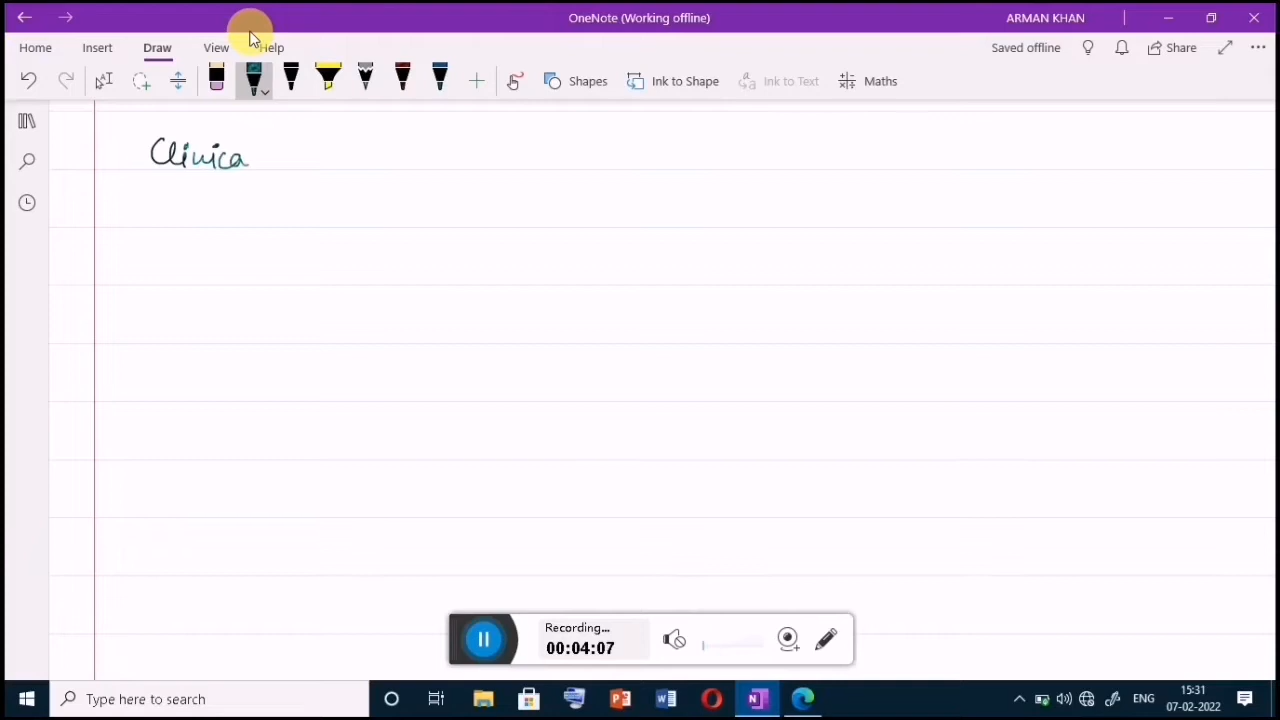 OneNote (Working offline)
ARMAN KHAN
Home Insert Draw View Help
Saved offline Share
Shapes Ink to Shape Ink to Text Maths
Clinica
Recording...
00:04:07
Type here to search
N
ENG
15:31
07-02-2022